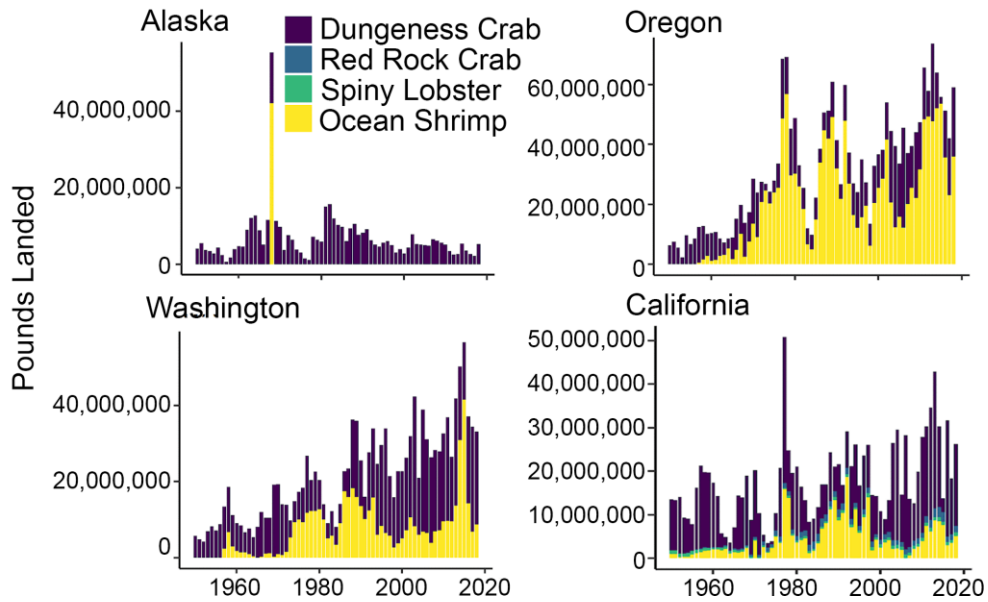 Alaska
Dungeness Crab
Red Rock Crab
Spiny Lobster
Ocean Shrimp
40,000,000
20,000,000
0
Oregon
60,000,000
40,000,000
20,000,000
0
Pounds Landed
Washington
40,000,000
20,000,000
0
1960 1980 2000 2020
California
50,000,000
40,000,000
30,000,000
20,000,000
10,000,000
0
1960 1980 2000 2020